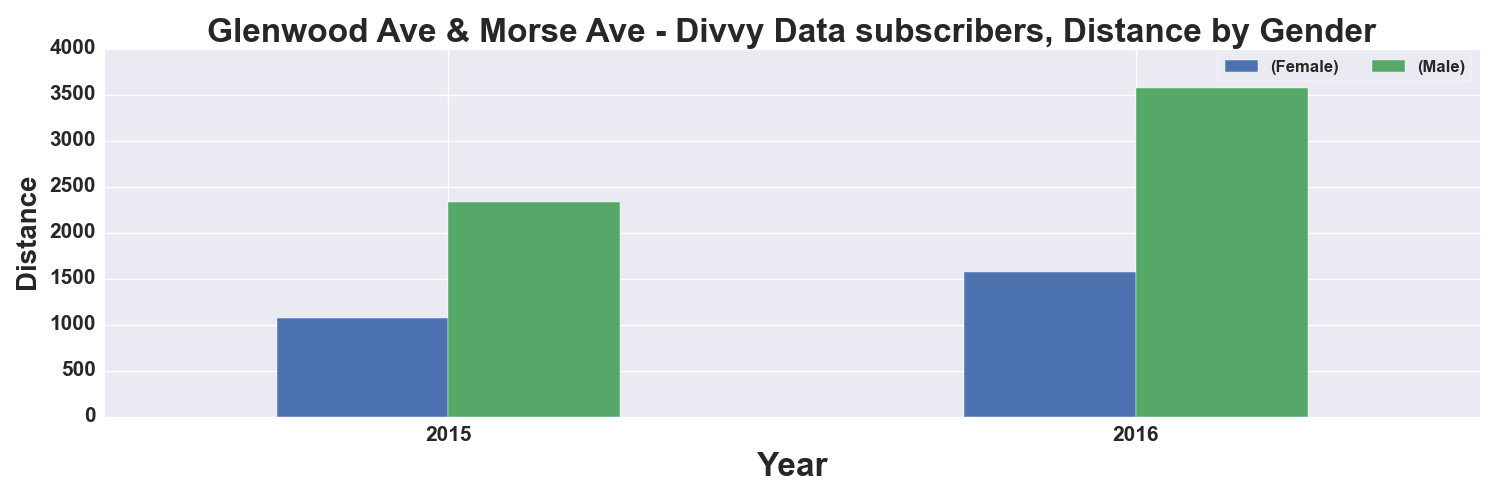 Glenwood Ave & Morse Ave - Divvy Data subscribers, Distance by Gender
(Female) (Male)
Distance
4000
3500
3000
2500
2000
1500
1000
500
0
2015 2016
Year